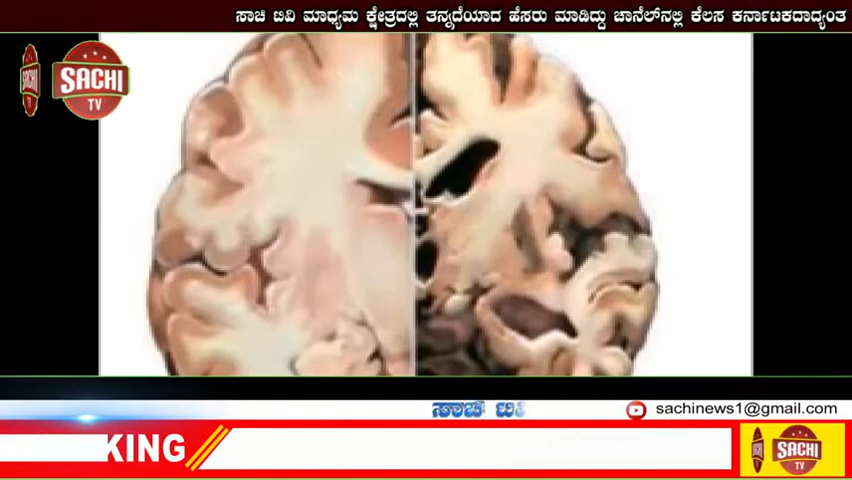 ಸಾಚಿ ಟಿವಿ ಮಾಧ್ಯಮ ಕ್ಷೇತ್ರದಲ್ಲಿ ತನ್ನದೆಯಾದ ಹೆಸರು ಮಾಡಿದ್ದು ಚಾನೆಲ್‌ನಲ್ಲಿ ಕೆಲಸ ಕರ್ನಾಟಕದಾದ್ಯಂತ
SACHI
TV
sachinews1@gmail.com
KING
SACHI
TV